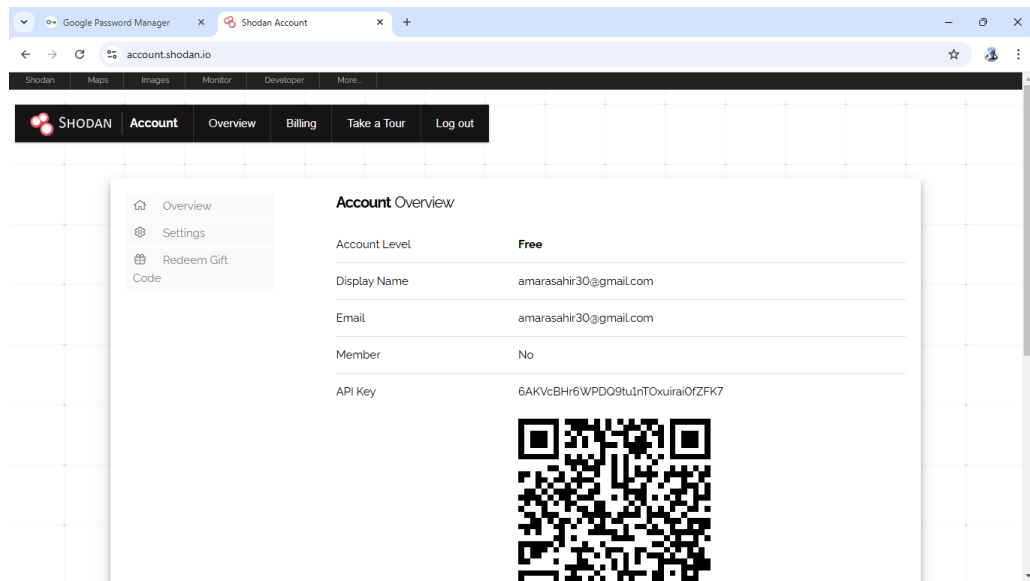 Google Password Manager
Shodan Account
account.shodan.io
Shodan Maps Images Monitor Developer More...
SHODAN Account Overview Billing Take a Tour Log out
Overview
Settings
Redeem Gift
Code
Account Overview
Account Level Free
Display Name amarasahir30@gmail.com
Email amarasahir30@gmail.com
Member No
API Key 6AKVcBHr6WPDQ9tu1nTOxuirai0fZFK7